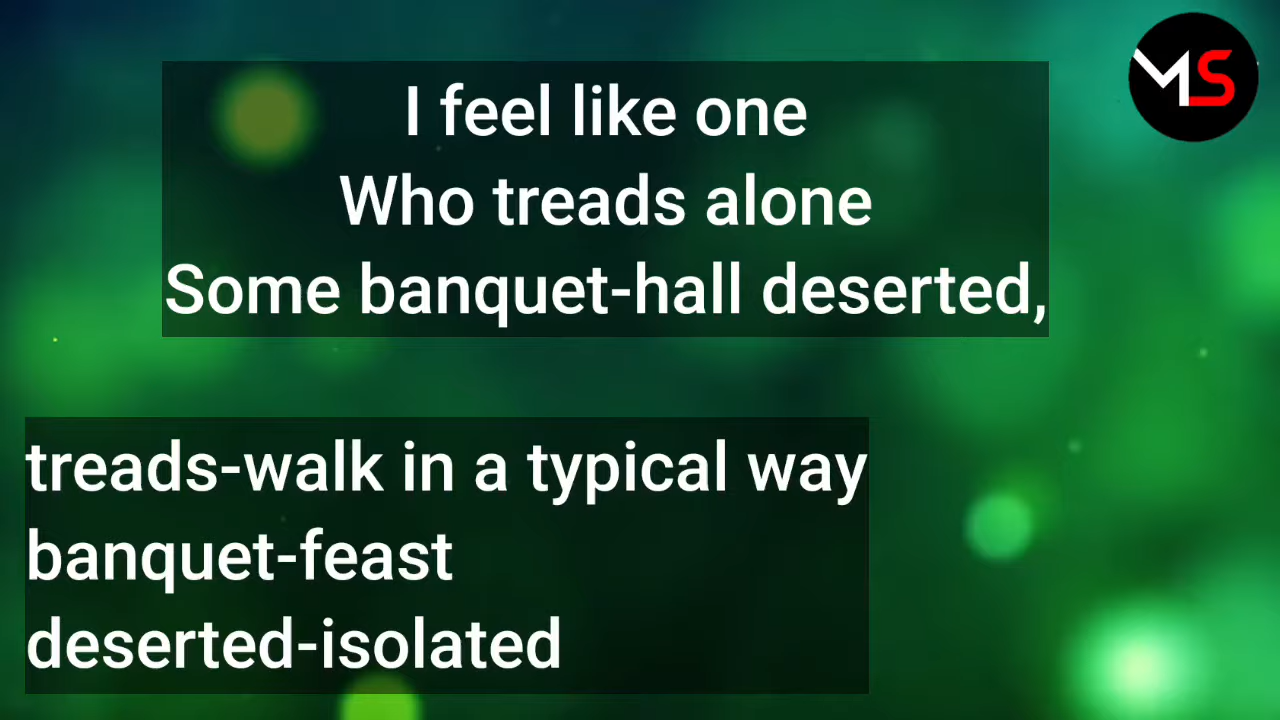 MS
I feel like one
Who treads alone
Some banquet-hall deserted,
treads-walk in a typical way
banquet-feast
deserted-isolated